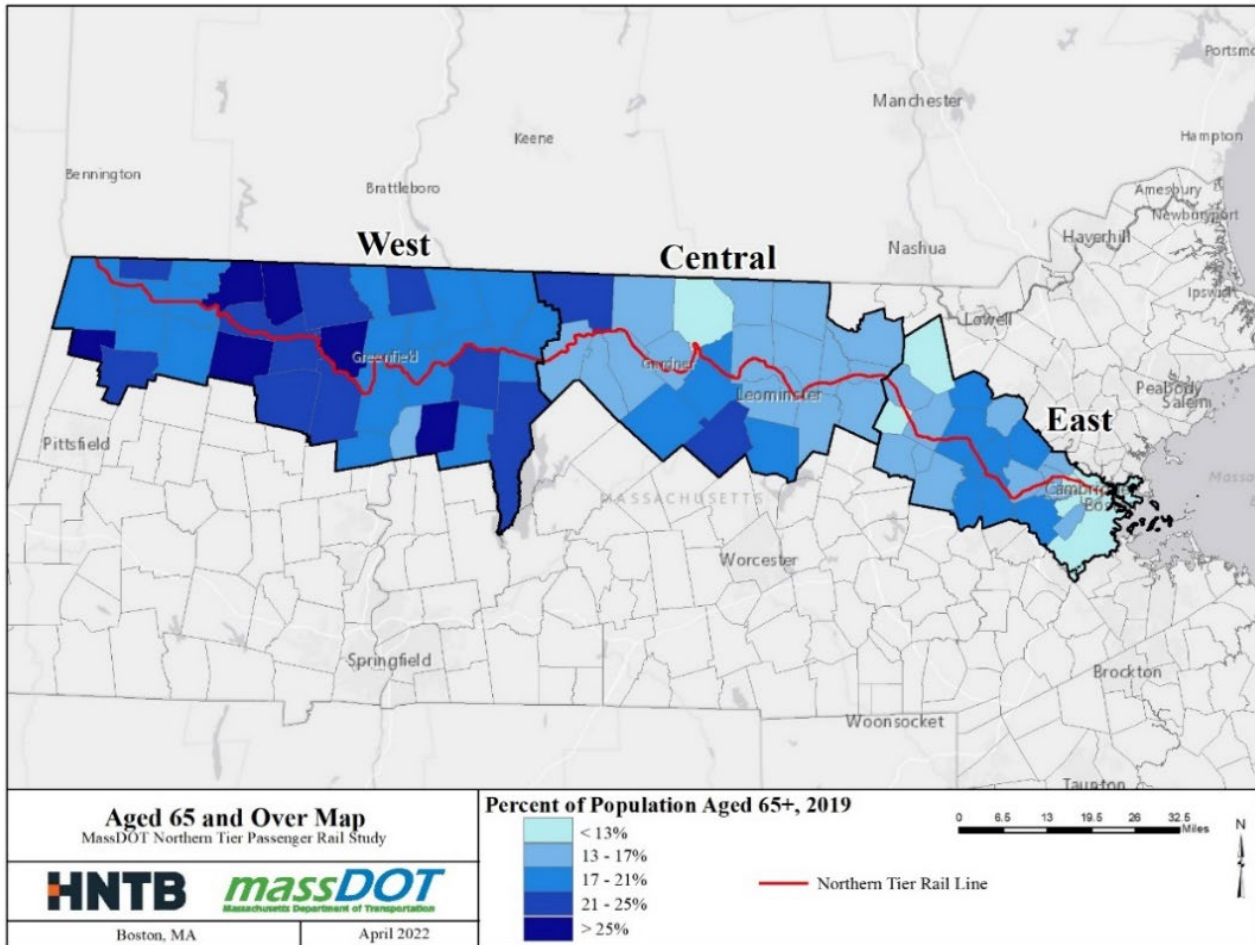 Portsm
Manchester
Keene
Hampton
Bennington
Brattleboro
Amesbury
Newburyport
Nashua
Haverhill
West
Central
Ipswich
Lowell
Greenfield
Gardner
Leominster
Peabody
Salem
East
Pittsfield
MASSACHUSETTS
Massa
Worcester
Springfield
Brockton
Woonsocket
Taunton
Aged 65 and Over Map
MassDOT Northern Tier Passenger Rail Study
HNTB
massDOT
Massachusetts Department of Transportation
Boston, MA
April 2022
Percent of Population Aged 65+, 2019
< 13%
13 - 17%
17 - 21%
21 - 25%
> 25%
Northern Tier Rail Line
0 6.5 13 19.5 26 32.5
Miles
N